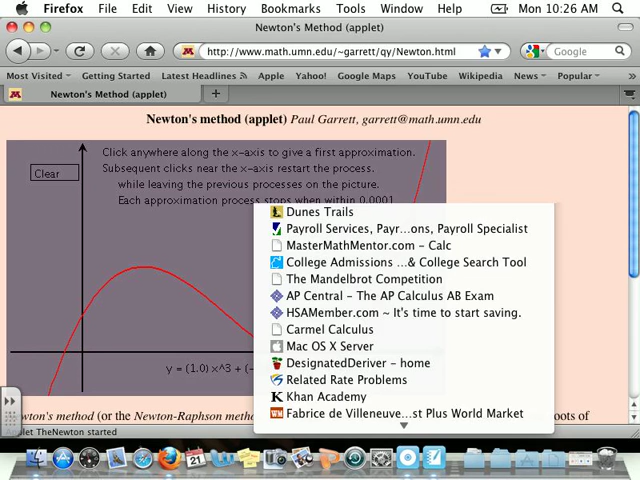 Firefox File Edit View History Bookmarks Tools Window Help Mon 10:26 AM
Newton's Method (applet)
http://www.math.umn.edu/~garrett/qy/Newton.html Google
Most Visited Getting Started Latest Headlines Apple Yahoo! Google Maps YouTube Wikipedia News Popular
Newton's Method (applet)
Newton's method (applet) Paul Garrett, garrett@math.umn.edu
Click anywhere along the x-axis to give a first approximation.
Clear
Subsequent clicks near the x-axis restart the process.
while leaving the previous processes on the picture.
Each approximation process stops when within 0.0001
Dunes Trails
Payroll Services, Payr...ons, Payroll Specialist
MasterMathMentor.com - Calc
College Admissions ...& College Search Tool
The Mandelbrot Competition
AP Central - The AP Calculus AB Exam
HSAMember.com ~ It's time to start saving.
Carmel Calculus
Mac OS X Server
DesignatedDeriver - home
y = (1.0) x^3 + (-
Related Rate Problems
Khan Academy
Fabrice de Villeneuve...st Plus World Market
Newton's method (or the Newton-Raphson metho oots of
Applet TheNewton started
21